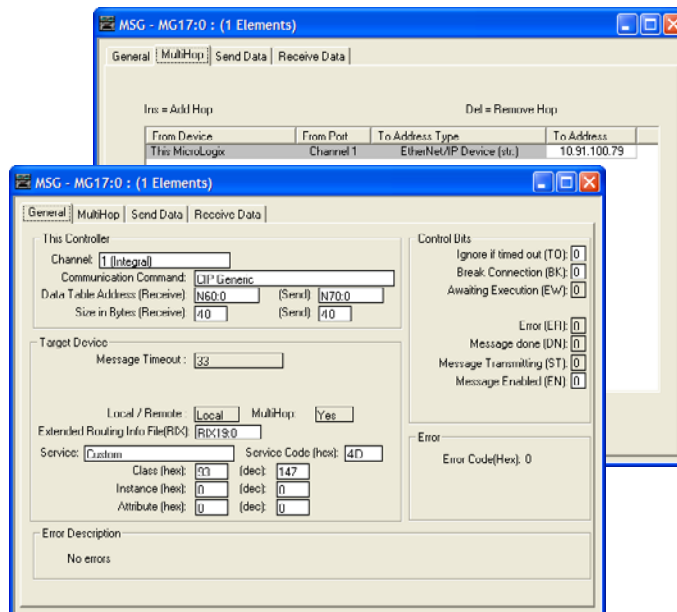 MSG - MG17:0 : (1 Elements)
General MultiHop Send Data Receive Data
Ins = Add Hop Del = Remove Hop
From Device From Port To Address Type To Address
This MicroLogix Channel 1 EtherNet/IP Device (str.) 10.91.100.79
MSG - MG17:0 : (1 Elements)
General MultiHop Send Data Receive Data
This Controller
Channel: 1 (Integral)
Communication Command: CIP Generic
Data Table Address (Receive): N60:0 (Send): N70:0
Size in Bytes (Receive): 40 (Send): 40
Target Device
Message Timeout : 33
Local / Remote : Local MultiHop: Yes
Extended Routing Info File(RIX): RIX19:0
Service: Custom Service Code (hex): 4D
Class (hex): 93 (dec): 147
Instance (hex): 0 (dec): 0
Attribute (hex): 0 (dec): 0
Control Bits
Ignore if timed out (TO): 0
Break Connection (BK): 0
Awaiting Execution (EW): 0
Error (ER): 0
Message done (DN): 0
Message Transmitting (ST): 0
Message Enabled (EN): 0
Error
Error Code(Hex): 0
Error Description
No errors